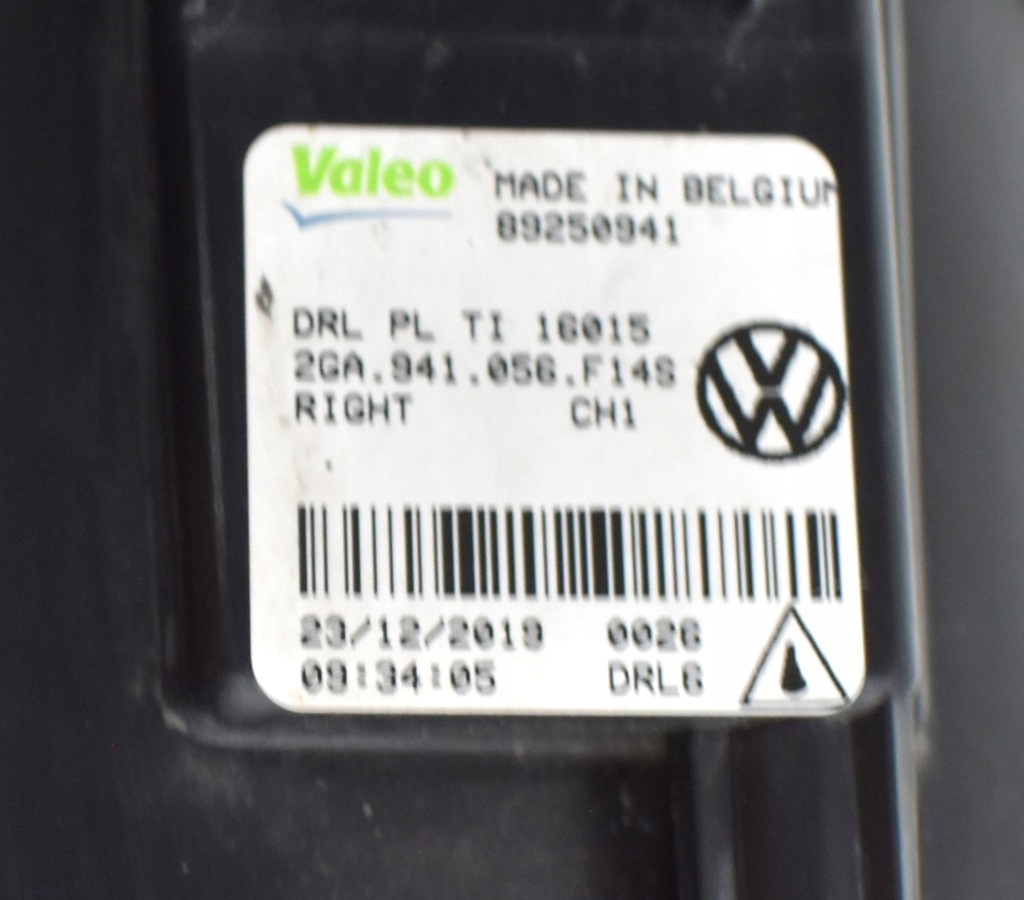 Valeo
MADE IN BELGIUM
89250941
DRL PL TI 16015
2GA.941.056.F14S
RIGHT CH1
23/12/2019 0026
09:34:05 DRL6